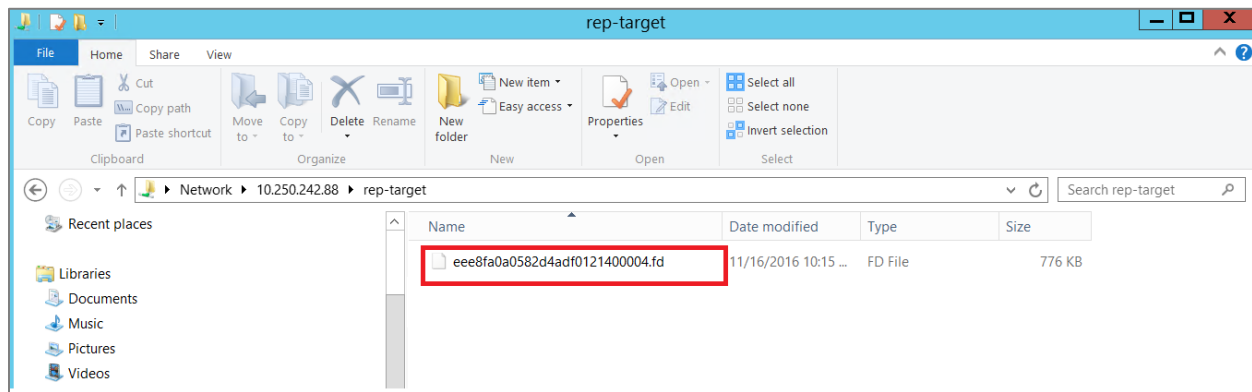 rep-target
File Home Share View
Copy
Paste
Cut
Copy path
Paste shortcut
Clipboard
Move to
Copy to
Delete
Rename
Organize
New folder
New item
Easy access
New
Properties
Open
Edit
Open
Select all
Select none
Invert selection
Select
Network 10.250.242.88 rep-target
Search rep-target
Recent places
Libraries
Documents
Music
Pictures
Videos
Name Date modified Type Size
eee8fa0a0582d4adf0121400004.fd 11/16/2016 10:15 ... FD File 776 KB